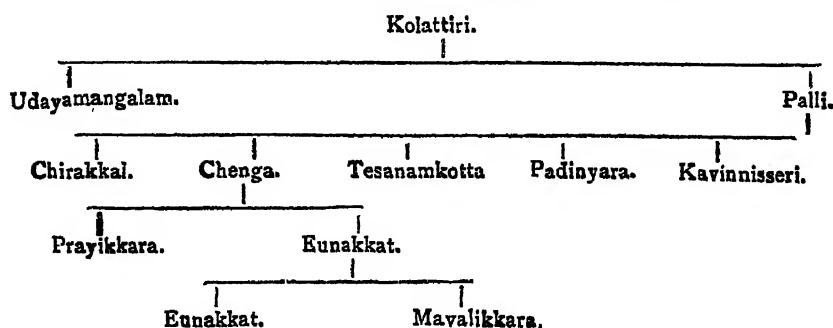 Kolattiri.
Udayamangalam. Palli.
Chirakkal. Chenga. Tesanamkotta Padinyara. Kavinnisseri.
Prayikkara. Eunakkat.
Eunakkat. Mavalikkara.